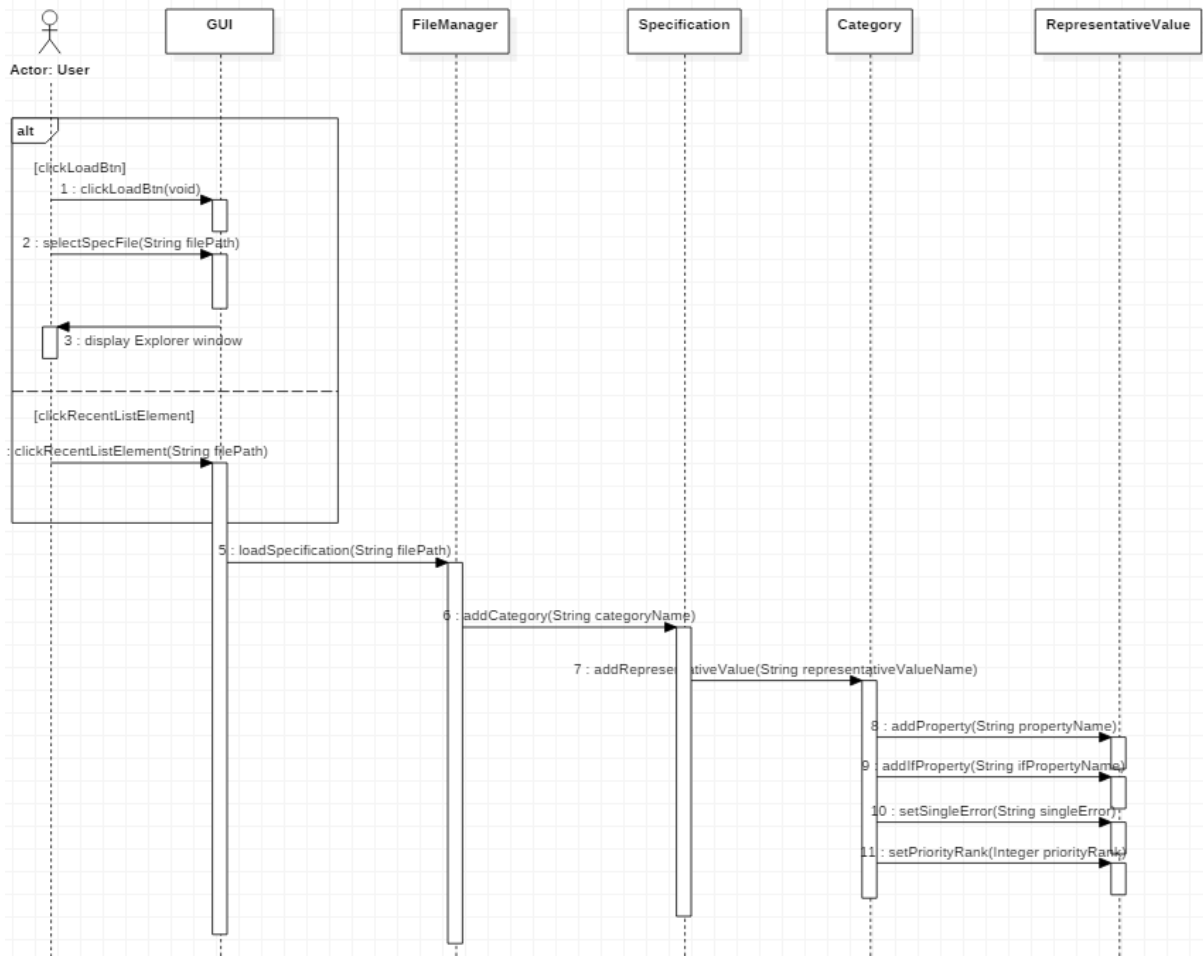 GUI
FileManager
Specification
Category
RepresentativeValue
Actor: User
alt
[clickLoadBtn]
1 : clickLoadBtn(void)
2 : selectSpecFile(String filePath)
3 : display Explorer window
[clickRecentListElement]
: clickRecentListElement(String filePath)
5 : loadSpecification(String filePath)
6 : addCategory(String categoryName)
7 : addRepresentativeValue(String representativeValueName)
8 : addProperty(String propertyName)
9 : addIfProperty(String ifPropertyName)
10 : setSingleError(String singleError)
11 : setPriorityRank(Integer priorityRank)